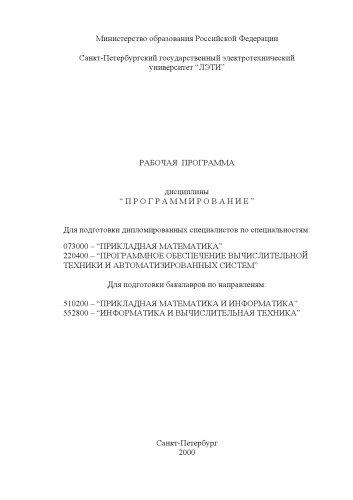 Министерство образования Российской Федерации
Санкт-Петербургский государственный электротехнический
университет “ЛЭТИ”
РАБОЧАЯ ПРОГРАММА
дисциплины
“ П Р О Г Р А М М И Р О В А Н И Е ”
Для подготовки дипломированных специалистов по специальностям:
073000 – “ПРИКЛАДНАЯ МАТЕМАТИКА”
220400 – “ПРОГРАММНОЕ ОБЕСПЕЧЕНИЕ ВЫЧИСЛИТЕЛЬНОЙ
ТЕХНИКИ И АВТОМАТИЗИРОВАННЫХ СИСТЕМ”
Для подготовки бакалавров по направленям:
510200 – “ПРИКЛАДНАЯ МАТЕМАТИКА И ИНФОРМАТИКА”
552800 – “ИНФОРМАТИКА И ВЫЧИСЛИТЕЛЬНАЯ ТЕХНИКА”
Санкт-Петербург
2000